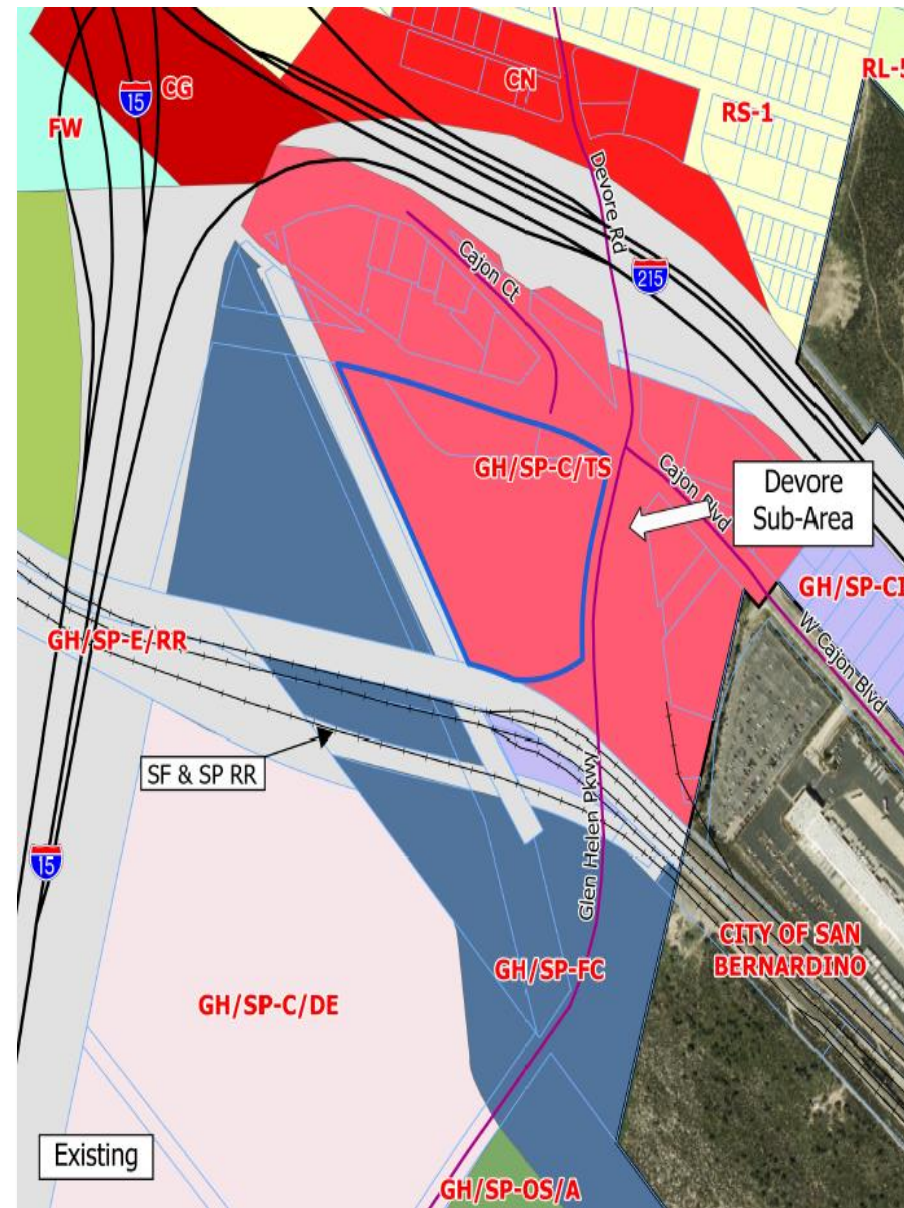 CN
RL-5
15
CG
FW
RS-1
Devore Rd
215
Cajon Ct
GH/SP-C/TS
Cajon Blvd
Devore
Sub-Area
GH/SP-CI
W Cajon Blvd
GH/SP-E/RR
SF & SP RR
Glen Helen Pkwy
15
CITY OF SAN
BERNARDINO
GH/SP-FC
GH/SP-C/DE
Existing
GH/SP-OS/A